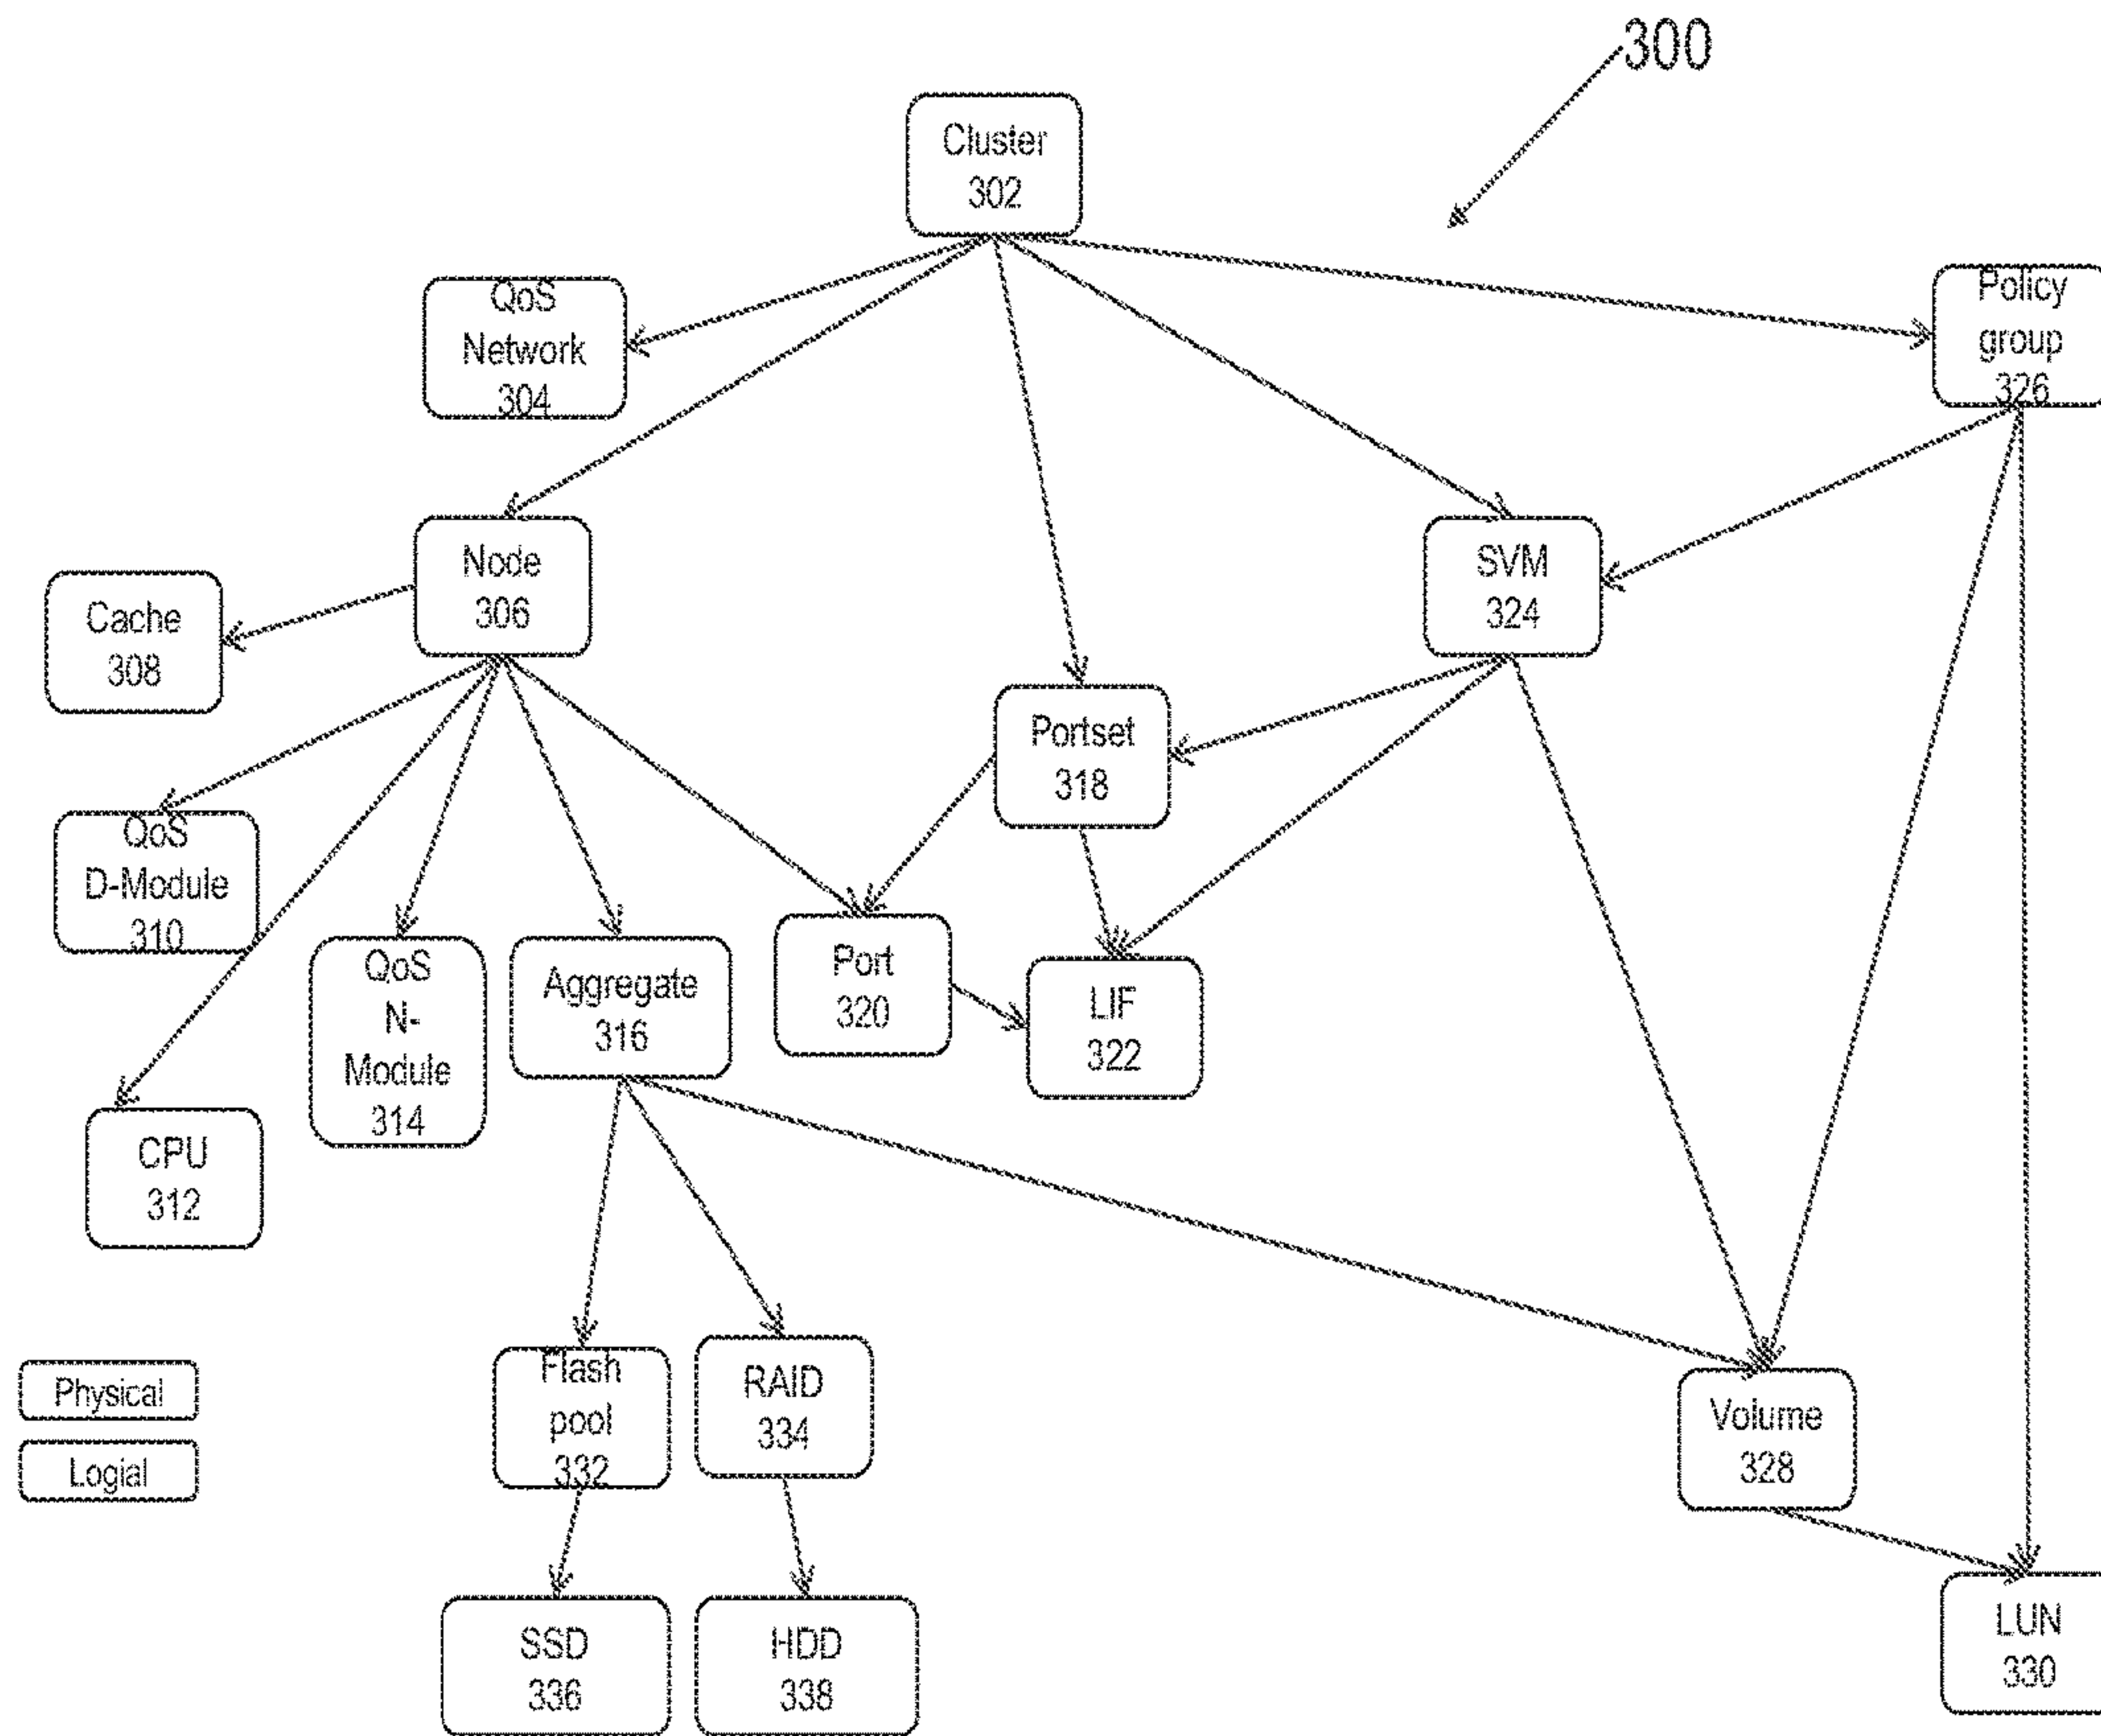 300
Cluster
302
QoS
Network
304
Policy
group
326
Node
306
SVM
324
Cache
308
Portset
318
QoS
D-Module
310
QoS
N-
Module
314
Aggregate
316
Port
320
LIF
322
CPU
312
Physical
Logial
Flash
pool
332
RAID
334
Volume
328
SSD
336
HDD
338
LUN
330